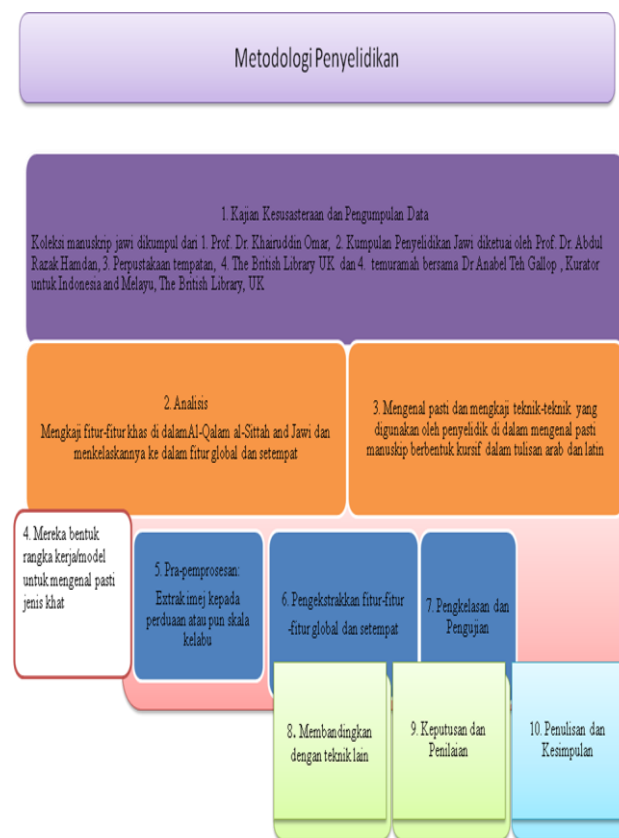 Metodologi Penyelidikan
1. Kajian Kesusasteraan dan Pengumpulan Data
Koleksi manuskrip jawi dikumpul dari 1. Prof. Dr. Khairuddin Omar, 2. Kumpulan Penyelidikan Jawi diketuai oleh Prof. Dr. Abdul
Razak Hamdan, 3. Perpustakaan tempatan, 4. The British Library UK dan 4. temuramah bersama Dr Anabel Teh Gallop , Kurator
untuk Indonesia and Melayu, The British Library, UK
2. Analisis
Mengkaji fitur-fitur khas di dalamAl-Qalam al-Sittah and Jawi dan
menkelaskannya ke dalam fitur global dan setempat
3. Mengenal pasti dan mengkaji teknik-teknik yang
digunakan oleh penyelidik di dalam mengenal pasti
manuskip berbentuk kursif dalam tulisan arab dan latin
4. Mereka bentuk
rangka kerja/model
untuk mengenal pasti
jenis khat
5. Pra-pemprosesan:
Extrak imej kepada
perduaan atau pun skala
kelabu
6. Pengekstrakkan fitur-fitur
-fitur global dan setempat
7. Pengkelasan dan
Pengujian
8. Membandingkan
dengan teknik lain
9. Keputusan dan
Penilaian
10. Penulisan dan
Kesimpulan